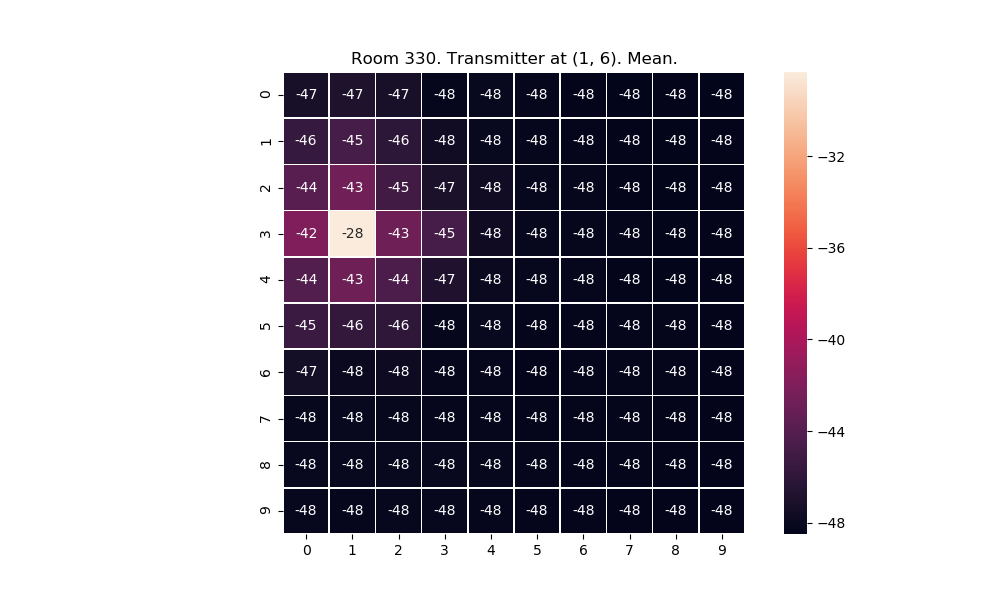 Room 330. Transmitter at (1, 6). Mean.
0 -47 -47 -47 -48 -48 -48 -48 -48 -48 -48
1 -46 -45 -46 -48 -48 -48 -48 -48 -48 -48
−32
2 -44 -43 -45 -47 -48 -48 -48 -48 -48 -48
3 -42 -28 -43 -45 -48 -48 -48 -48 -48 -48
−36
4 -44 -43 -44 -47 -48 -48 -48 -48 -48 -48
5 -45 -46 -46 -48 -48 -48 -48 -48 -48 -48
−40
6 -47 -48 -48 -48 -48 -48 -48 -48 -48 -48
7 -48 -48 -48 -48 -48 -48 -48 -48 -48 -48
−44
8 -48 -48 -48 -48 -48 -48 -48 -48 -48 -48
9 -48 -48 -48 -48 -48 -48 -48 -48 -48 -48
−48
0 1 2 3 4 5 6 7 8 9